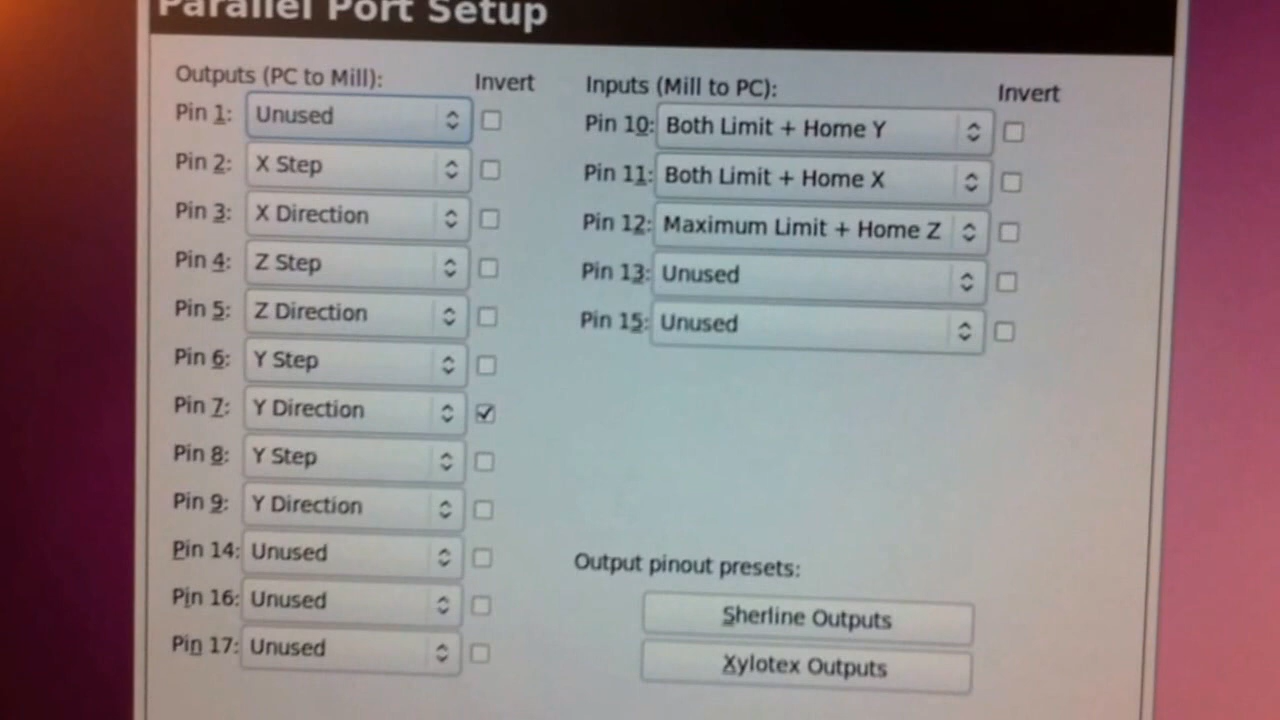 Parallel Port Setup
Outputs (PC to Mill): Invert
Pin 1: Unused
Pin 2: X Step
Pin 3: X Direction
Pin 4: Z Step
Pin 5: Z Direction
Pin 6: Y Step
Pin 7: Y Direction
Pin 8: Y Step
Pin 9: Y Direction
Pin 14: Unused
Pin 16: Unused
Pin 17: Unused
Inputs (Mill to PC): Invert
Pin 10: Both Limit + Home Y
Pin 11: Both Limit + Home X
Pin 12: Maximum Limit + Home Z
Pin 13: Unused
Pin 15: Unused
Output pinout presets:
Sherline Outputs
Xylotex Outputs